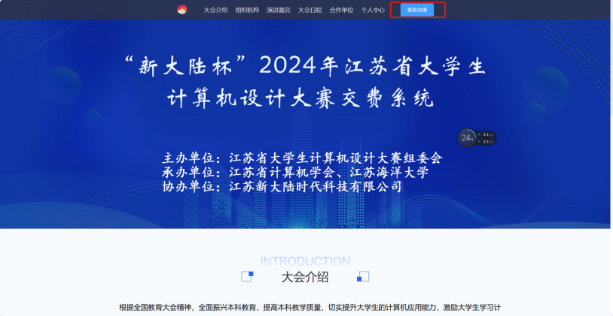 大会介绍 组织机构 演讲嘉宾 大会日程 合作单位 个人中心 登录/注册
“新大陆杯”2024年江苏省大学生
计算机设计大赛交费系统
24
主办单位：江苏省大学生计算机设计大赛组委会
承办单位：江苏省计算机学会、江苏海洋大学
协办单位：江苏新大陆时代科技有限公司
INTRODUCTION
大会介绍
根据全国教育大会精神，全面振兴本科教育，提高本科教学质量，切实提升大学生的计算机应用能力，激励大学生学习计